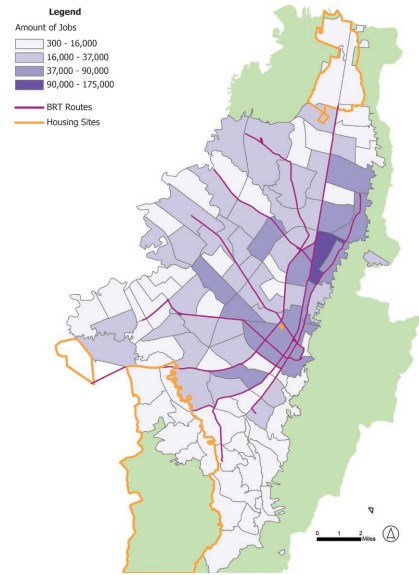 Legend
Amount of Jobs
300 - 16,000
16,000 - 37,000
37,000 - 90,000
90,000 - 175,000
BRT Routes
Housing Sites
0 1 2
Miles